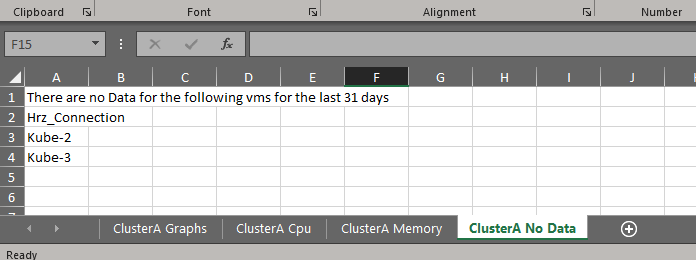 Clipboard Font Alignment Number
F15 fx
A B C D E F G H I J
1 There are no Data for the following vms for the last 31 days
2 Hrz_Connection
3 Kube-2
4 Kube-3
5
6
ClusterA Graphs ClusterA Cpu ClusterA Memory ClusterA No Data
Ready